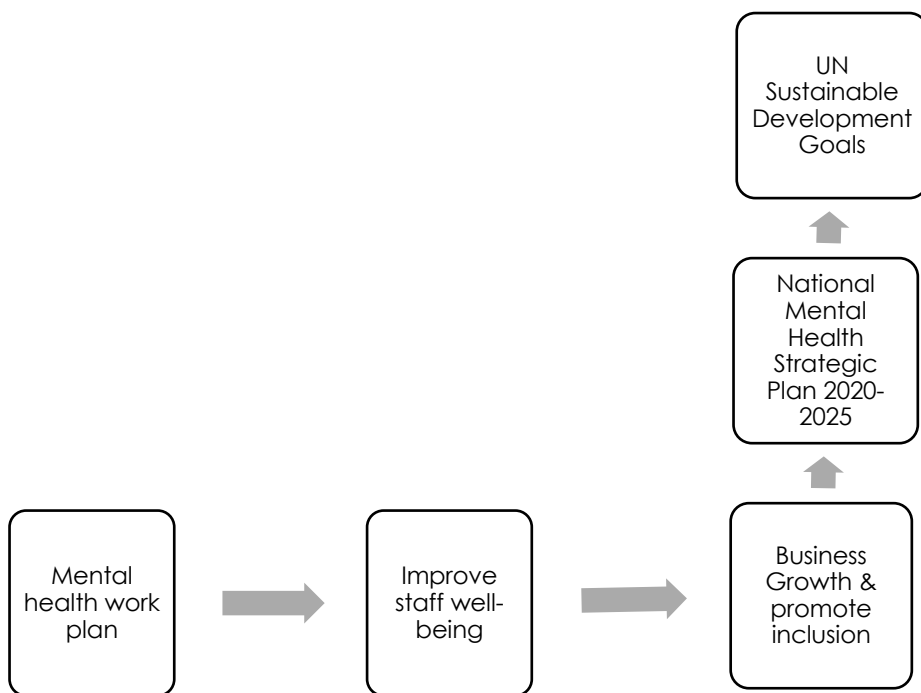 UN
Sustainable
Development
Goals
National
Mental
Health
Strategic
Plan 2020-
2025
Mental
health work
plan
Improve
staff well-
being
Business
Growth &
promote
inclusion